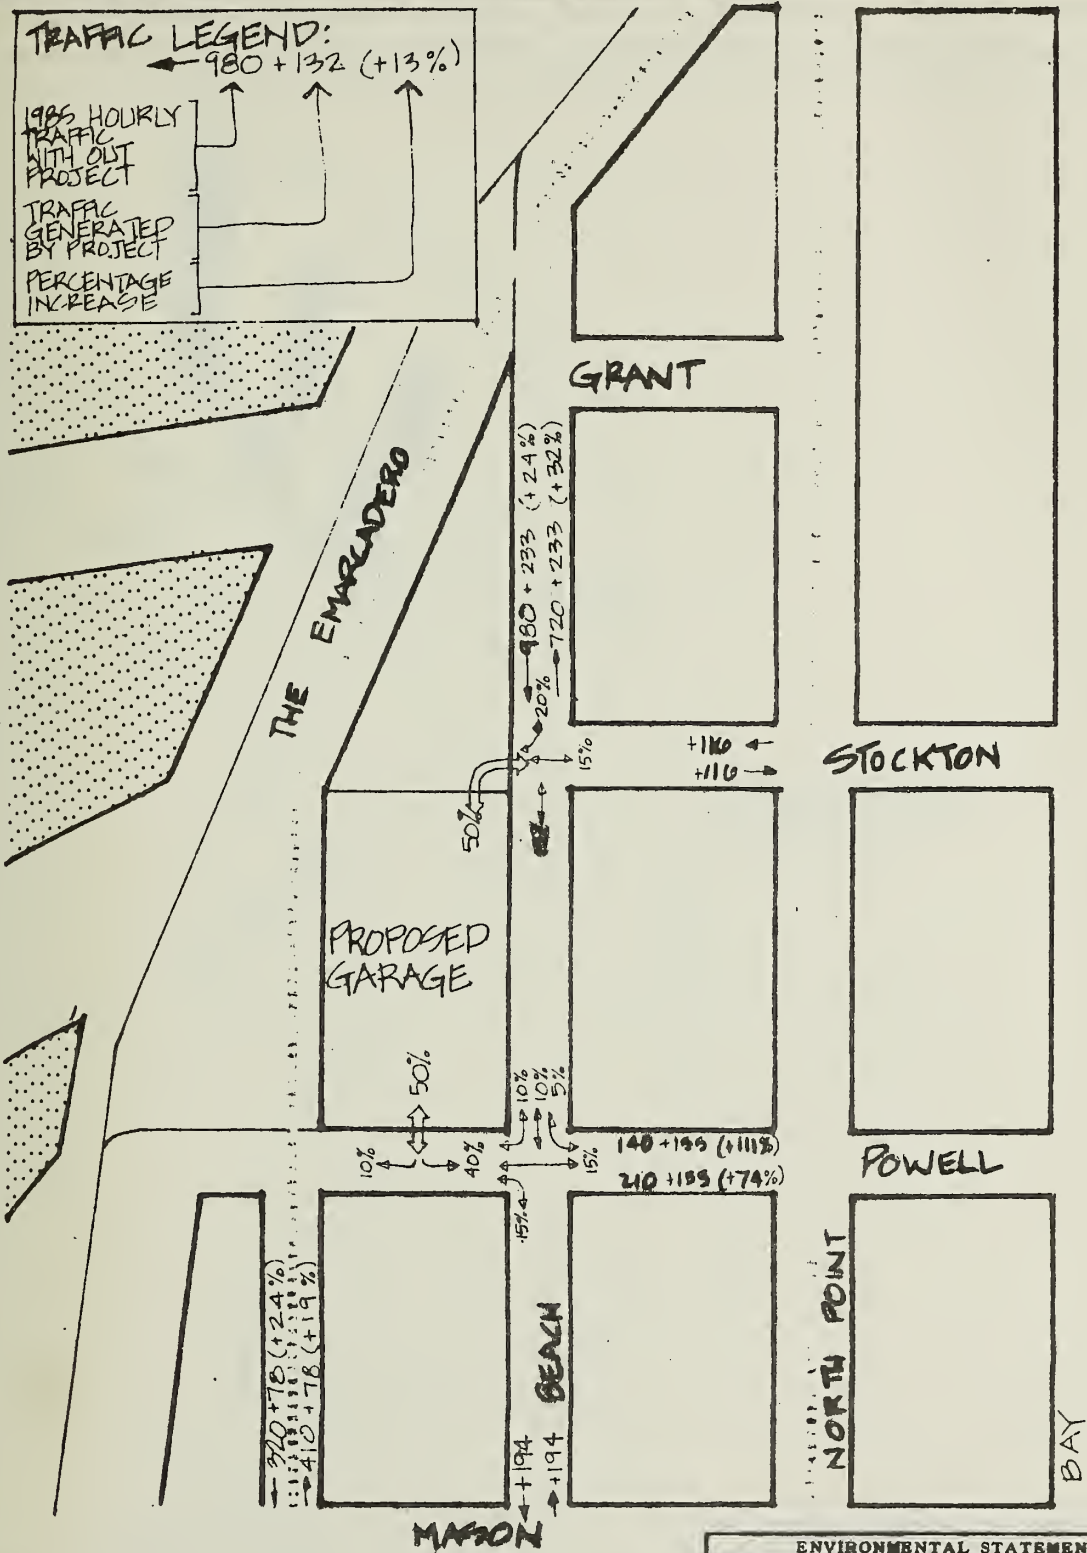 TRAFFIC LEGEND:
980 + 132 (+13%)
1985 HOURLY
TRAFFIC
WITH OUT
PROJECT
TRAFFIC
GENERATED
BY PROJECT
PERCENTAGE
INCREASE
GRANT
THE EMARCADERO
980 + 233 (+24%)
720 + 233 (+32%)
20%
15%
50%
+116
+116
STOCKTON
PROPOSED
GARAGE
50%
10%
10%
5%
10%
40%
15%
15%
140 +155 (+111%)
210 +155 (+74%)
POWELL
320 +78 (+24%)
410 +78 (+19%)
BEACH
NORTH POINT
BAY
+194
+194
MASON
ENVIRONMENTAL STATEMEN